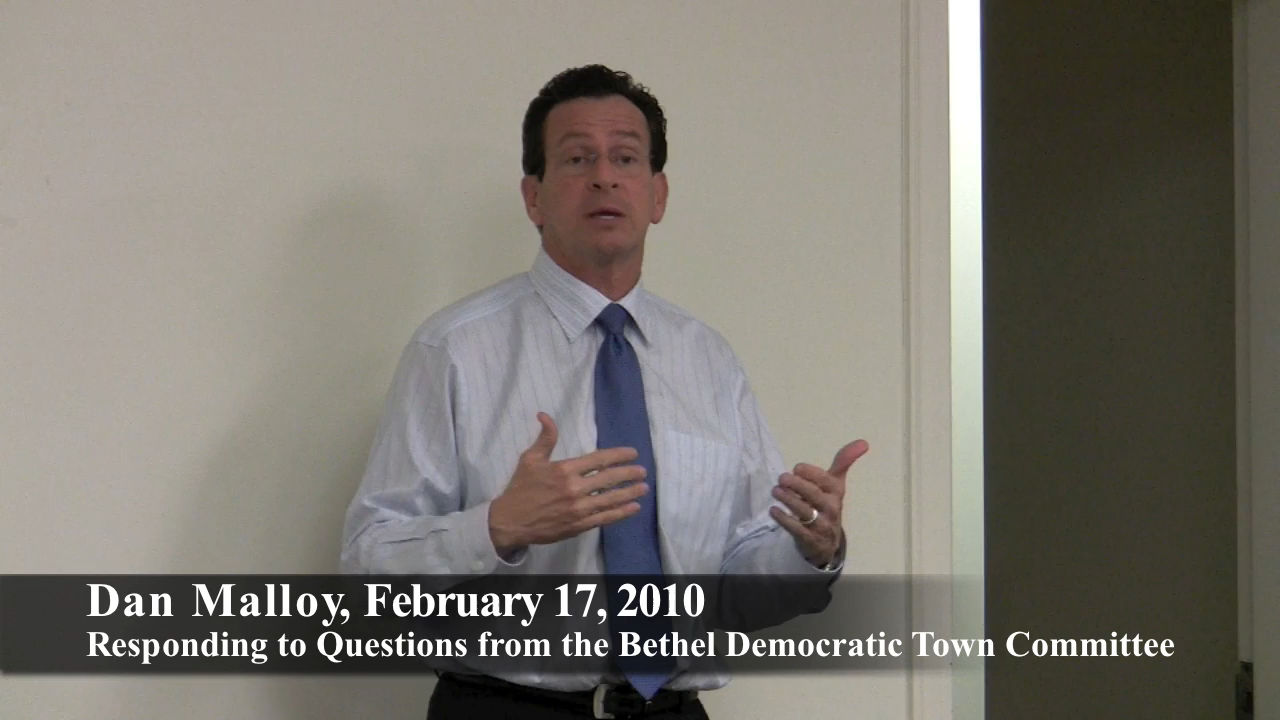 Dan Malloy, February 17, 2010
Responding to Questions from the Bethel Democratic Town Committee